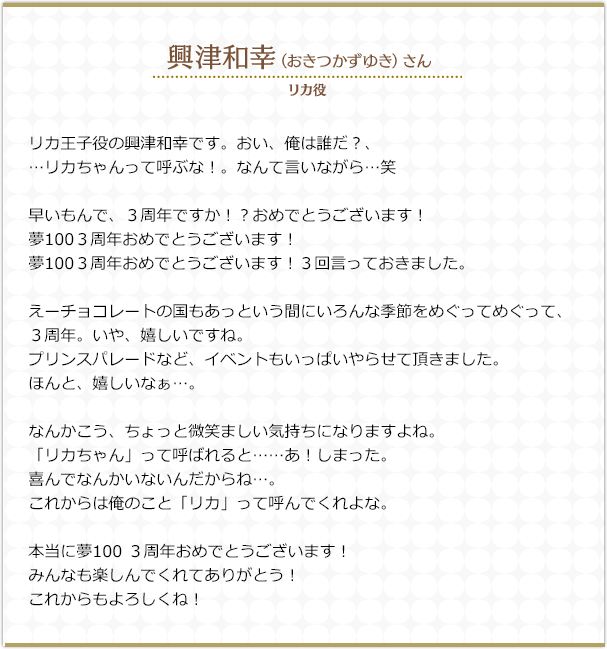 興津和幸(おきつかずゆき)さん
リカ役
リカ王子役の興津和幸です。おい、俺は誰だ？、
…リカちゃんって呼ぶな！。なんて言いながら…笑
早いもんで、３周年ですか！？おめでとうございます！
夢100３周年おめでとうございます！
夢100３周年おめでとうございます！３回言っておきました。
えーチョコレートの国もあっという間にいろんな季節をめぐってめぐって、
３周年。いや、嬉しいですね。
プリンスパレードなど、イベントもいっぱいやらせて頂きました。
ほんと、嬉しいなぁ…。
なんかこう、ちょっと微笑ましい気持ちになりますよね。
「リカちゃん」って呼ばれると……あ！しまった。
喜んでなんかいないんだからね…。
これからは俺のこと「リカ」って呼んでくれよな。
本当に夢100 ３周年おめでとうございます！
みんなも楽しんでくれてありがとう！
これからもよろしくね！